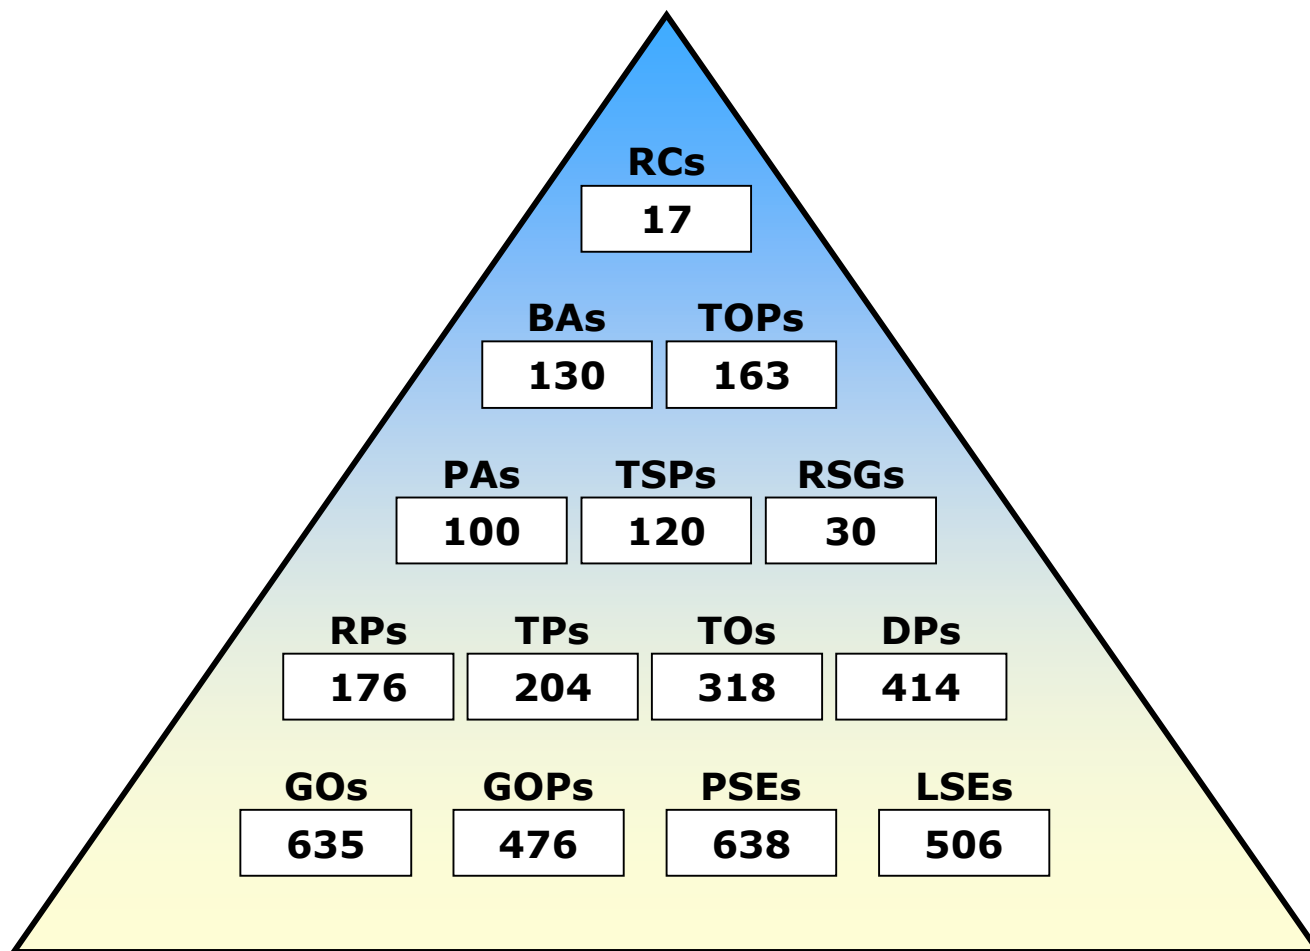 RCs
17
BAs TOPs
130 163
PAs TSPs RSGs
100 120 30
RPs TPs TOs DPs
176 204 318 414
GOs GOPs PSEs LSEs
635 476 638 506